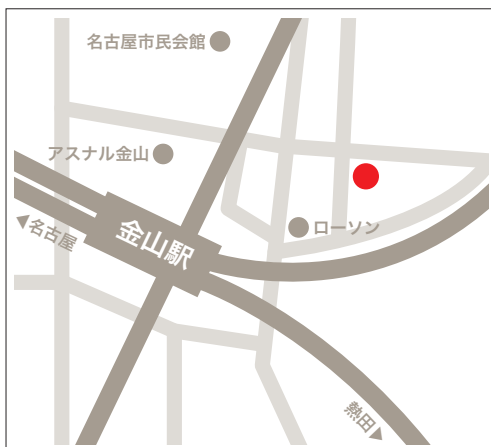 名古屋市民会館
アスナル金山
ローソン
金山駅
◀名古屋
熱田▶